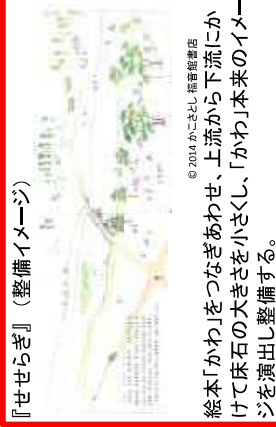 『せせらぎ』（整備イメージ）
© 2014 かこさとし 福音館書店
絵本「かわ」をつなぎあわせ、上流から下流にか
けて床石の大きさを小さくし、「かわ」本来のイメー
ジを演出し整備する。